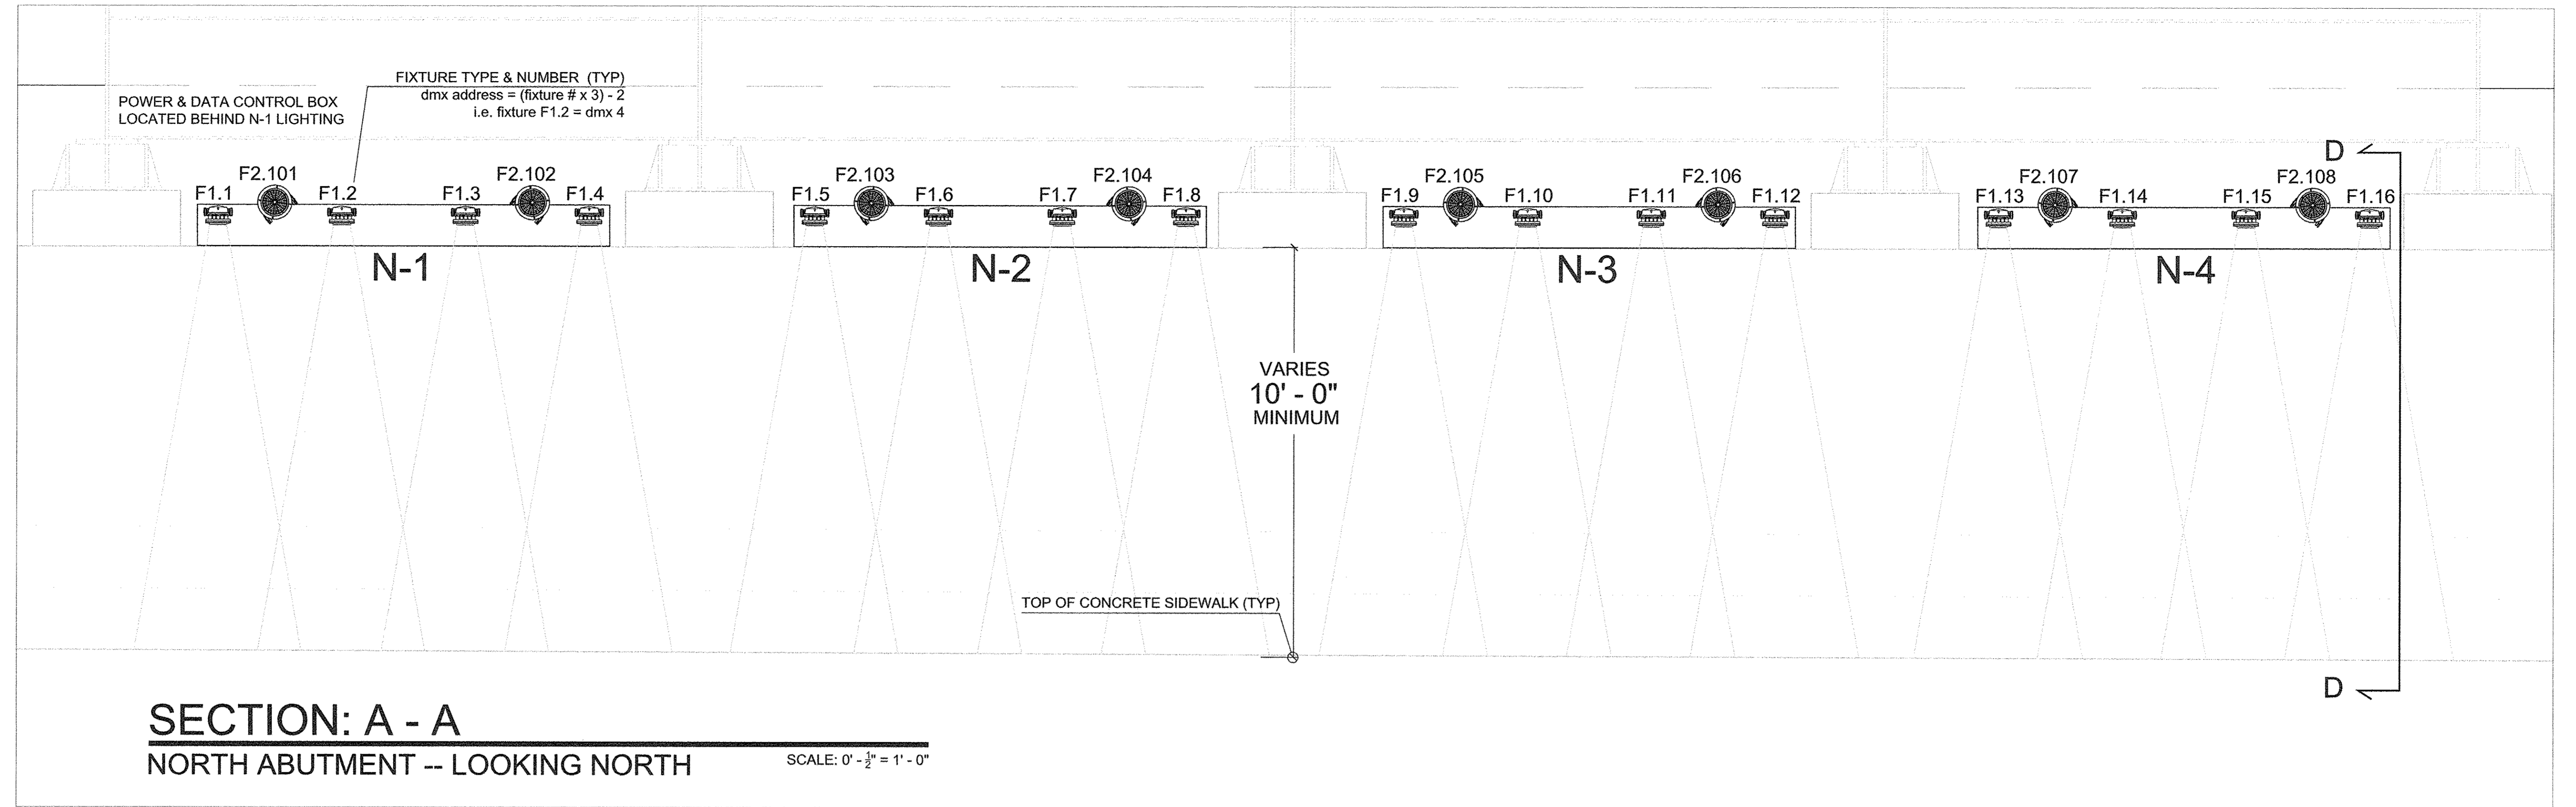 FIXTURE TYPE & NUMBER (TYP)
dmx address = (fixture # x 3) - 2
i.e. fixture F1.2 = dmx 4
POWER & DATA CONTROL BOX
LOCATED BEHIND N-1 LIGHTING
F1.1 F2.101 F1.2 F1.3 F2.102 F1.4
F1.5 F2.103 F1.6 F1.7 F2.104 F1.8
F1.9 F2.105 F1.10 F1.11 F2.106 F1.12
F1.13 F2.107 F1.14 F1.15 F2.108 F1.16
D
N-1
N-2
N-3
N-4
VARIES
10' - 0"
MINIMUM
TOP OF CONCRETE SIDEWALK (TYP)
D
SECTION: A - A
NORTH ABUTMENT -- LOOKING NORTH
SCALE: 0' - ½" = 1' - 0"